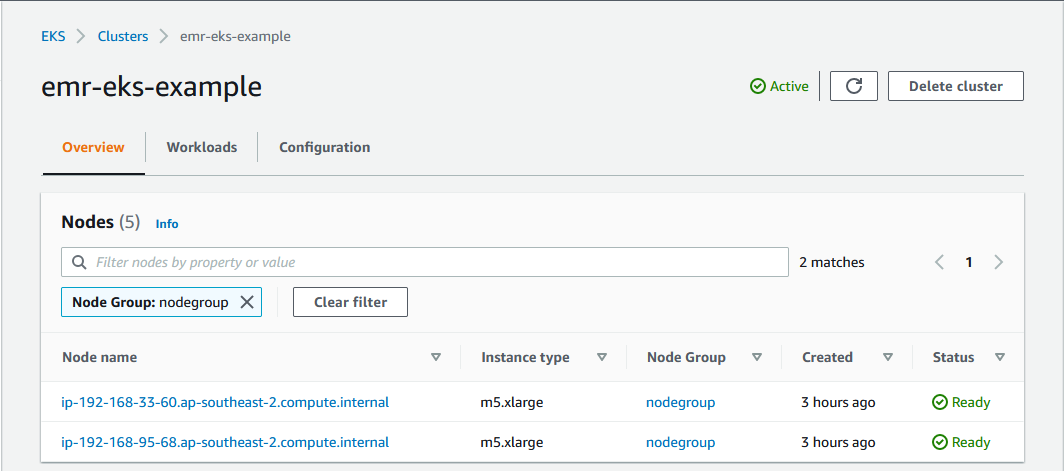 EKS Clusters emr-eks-example
emr-eks-example
Active Delete cluster
Overview Workloads Configuration
Nodes (5) Info
Filter nodes by property or value 2 matches 1
Node Group: nodegroup Clear filter
Node name Instance type Node Group Created Status
ip-192-168-33-60.ap-southeast-2.compute.internal m5.xlarge nodegroup 3 hours ago Ready
ip-192-168-95-68.ap-southeast-2.compute.internal m5.xlarge nodegroup 3 hours ago Ready